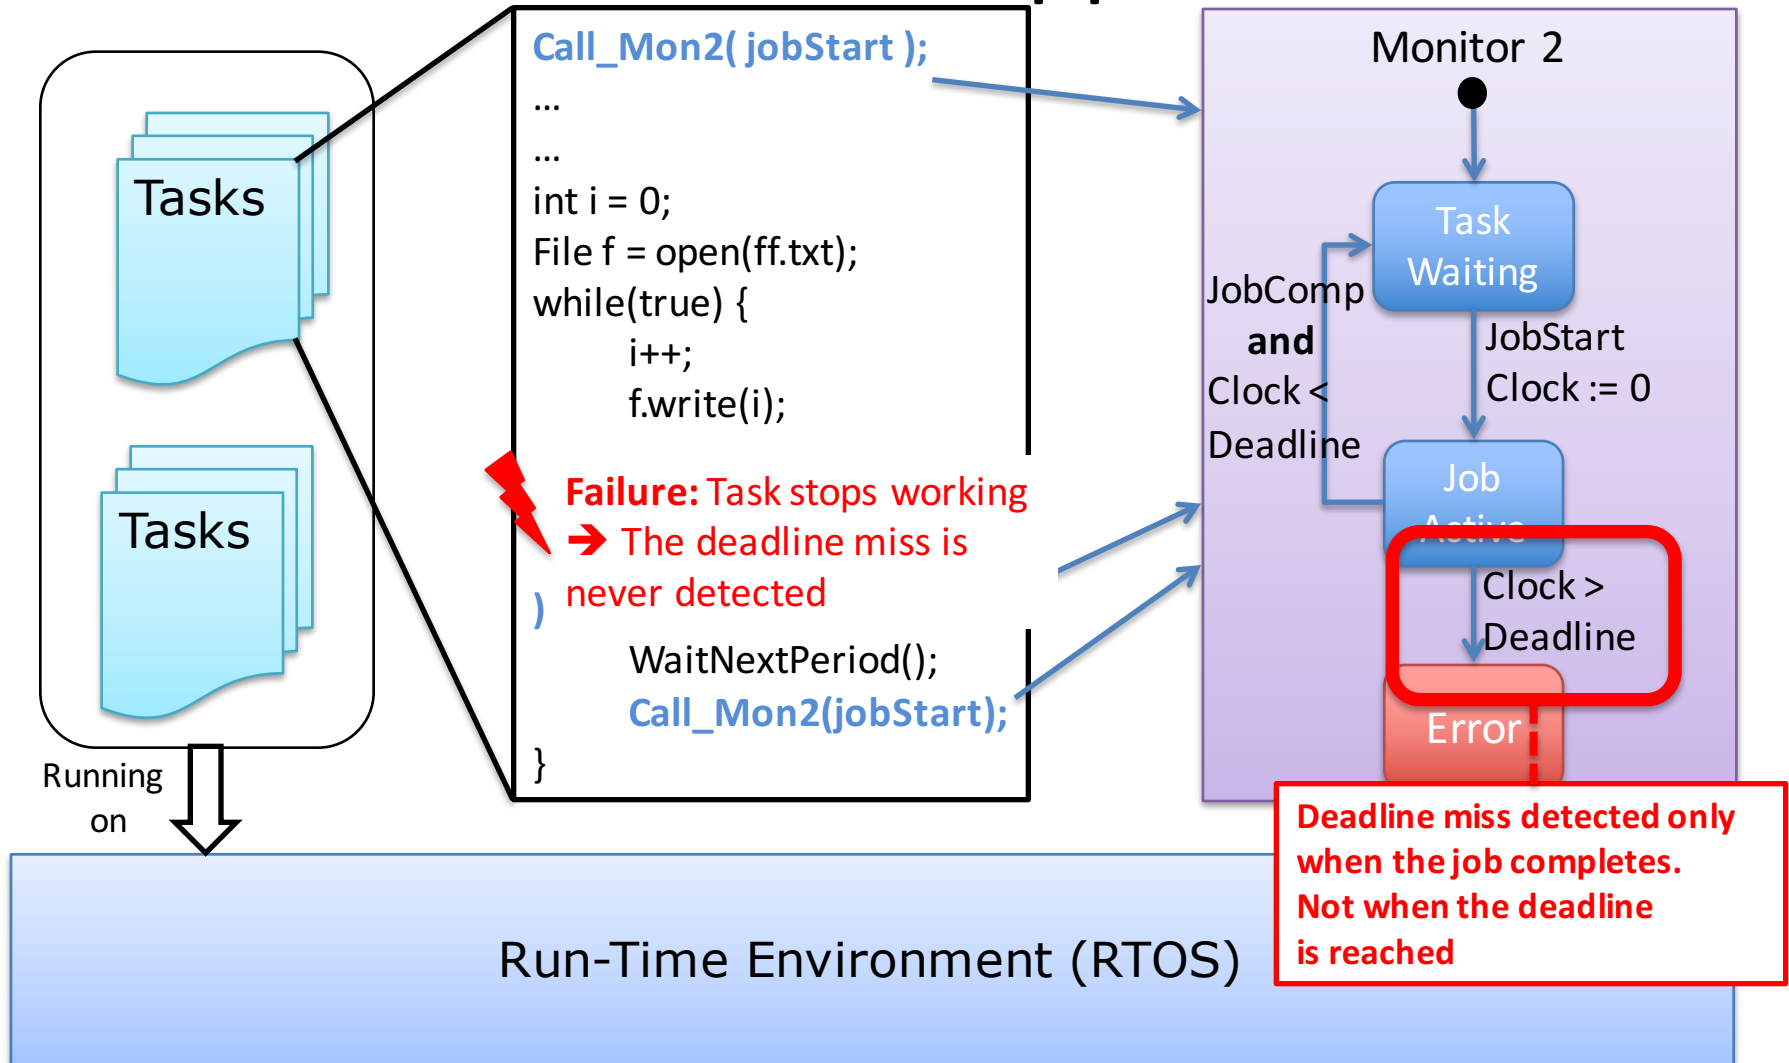 Tasks
Tasks
Running
on
Call_Mon2( jobStart );
...
...
int i = 0;
File f = open(ff.txt);
while(true) {
i++;
f.write(i);
Failure: Task stops working
➔ The deadline miss is
never detected
)
WaitNextPeriod();
Call_Mon2(jobStart);
}
Monitor 2
Task
Waiting
JobComp
and
Clock <
Deadline
JobStart
Clock := 0
Job
Active
Clock >
Deadline
Error
Deadline miss detected only
when the job completes.
Not when the deadline
is reached
Run-Time Environment (RTOS)